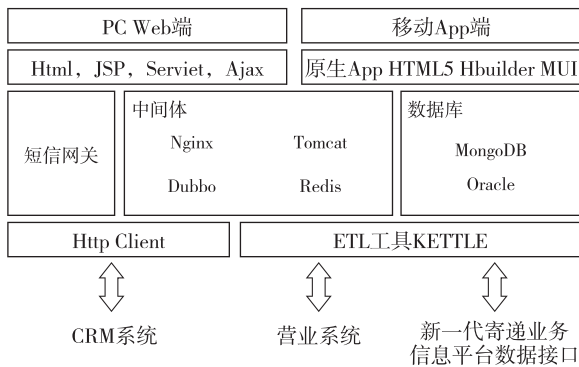 PC Web端
移动App端
Html，JSP，Serviet，Ajax
原生App HTML5 Hbuilder MUI
短信网关
中间体
Nginx
Tomcat
Dubbo
Redis
数据库
MongoDB
Oracle
Http Client
ETL工具KETTLE
CRM系统
营业系统
新一代寄递业务
信息平台数据接口